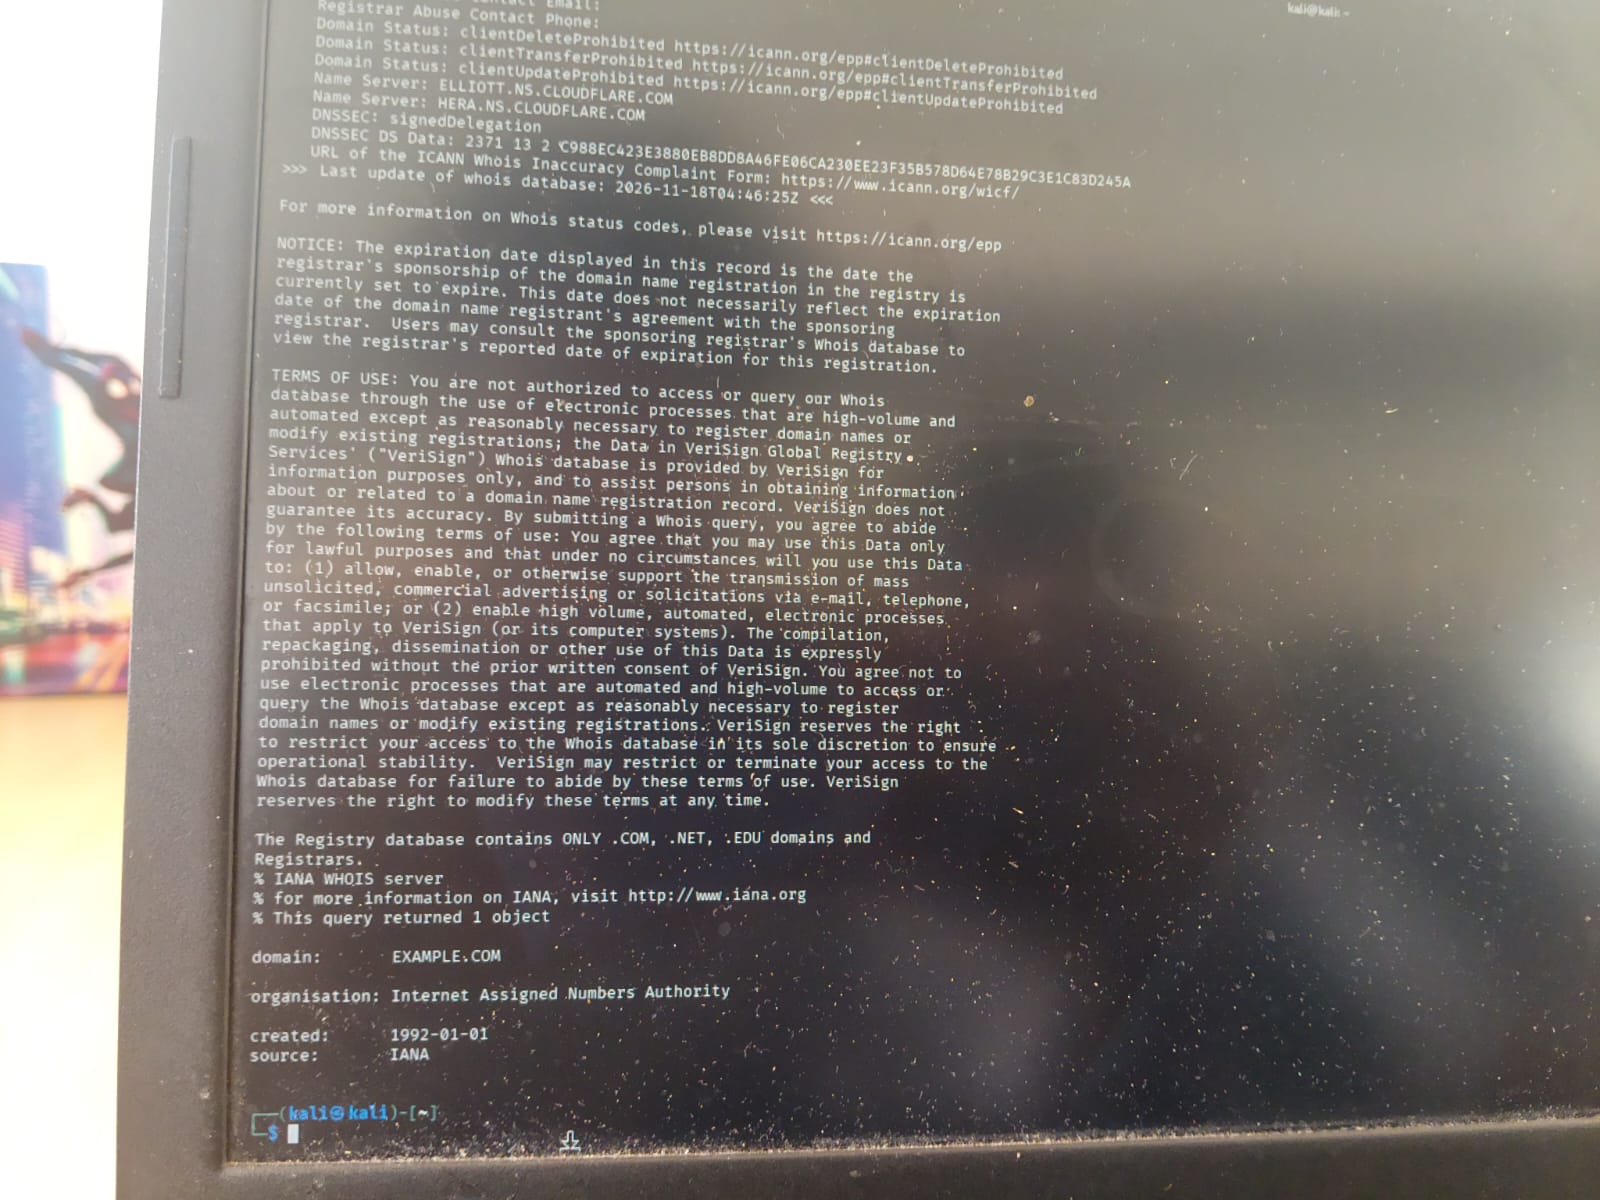 kali@kali: ~
Contact Email:
Registrar Abuse Contact Phone:
Domain Status: clientDeleteProhibited https://icann.org/epp#clientDeleteProhibited
Domain Status: clientTransferProhibited https://icann.org/epp#clientTransferProhibited
Domain Status: clientUpdateProhibited https://icann.org/epp#clientUpdateProhibited
Name Server: ELLIOTT.NS.CLOUDFLARE.COM
Name Server: HERA.NS.CLOUDFLARE.COM
DNSSEC: signedDelegation
DNSSEC DS Data: 2371 13 2 C988EC423E3880EB8DD8A46FE06CA230EE23F35B578D64E78B29C3E1C83D245A
URL of the ICANN Whois Inaccuracy Complaint Form: https://www.icann.org/wicf/
>>> Last update of whois database: 2026-11-18T04:46:25Z <<<
For more information on Whois status codes, please visit https://icann.org/epp
NOTICE: The expiration date displayed in this record is the date the
registrar's sponsorship of the domain name registration in the registry is
currently set to expire. This date does not necessarily reflect the expiration
date of the domain name registrant's agreement with the sponsoring
registrar.  Users may consult the sponsoring registrar's Whois database to
view the registrar's reported date of expiration for this registration.
TERMS OF USE: You are not authorized to access or query our Whois
database through the use of electronic processes that are high-volume and
automated except as reasonably necessary to register domain names or
modify existing registrations; the Data in VeriSign Global Registry
Services' ("VeriSign") Whois database is provided by VeriSign for
information purposes only, and to assist persons in obtaining information
about or related to a domain name registration record. VeriSign does not
guarantee its accuracy. By submitting a Whois query, you agree to abide
by the following terms of use: You agree that you may use this Data only
for lawful purposes and that under no circumstances will you use this Data
to: (1) allow, enable, or otherwise support the transmission of mass
unsolicited, commercial advertising or solicitations via e-mail, telephone,
or facsimile; or (2) enable high volume, automated, electronic processes
that apply to VeriSign (or its computer systems). The compilation,
repackaging, dissemination or other use of this Data is expressly
prohibited without the prior written consent of VeriSign. You agree not to
use electronic processes that are automated and high-volume to access or
query the Whois database except as reasonably necessary to register
domain names or modify existing registrations. VeriSign reserves the right
to restrict your access to the Whois database in its sole discretion to ensure
operational stability.  VeriSign may restrict or terminate your access to the
Whois database for failure to abide by these terms of use. VeriSign
reserves the right to modify these terms at any time.
The Registry database contains ONLY .COM, .NET, .EDU domains and
Registrars.
% IANA WHOIS server
% for more information on IANA, visit http://www.iana.org
% This query returned 1 object
domain:       EXAMPLE.COM
organisation: Internet Assigned Numbers Authority
created:      1992-01-01
source:       IANA
┌──(kali㉿kali)-[~]
└─$